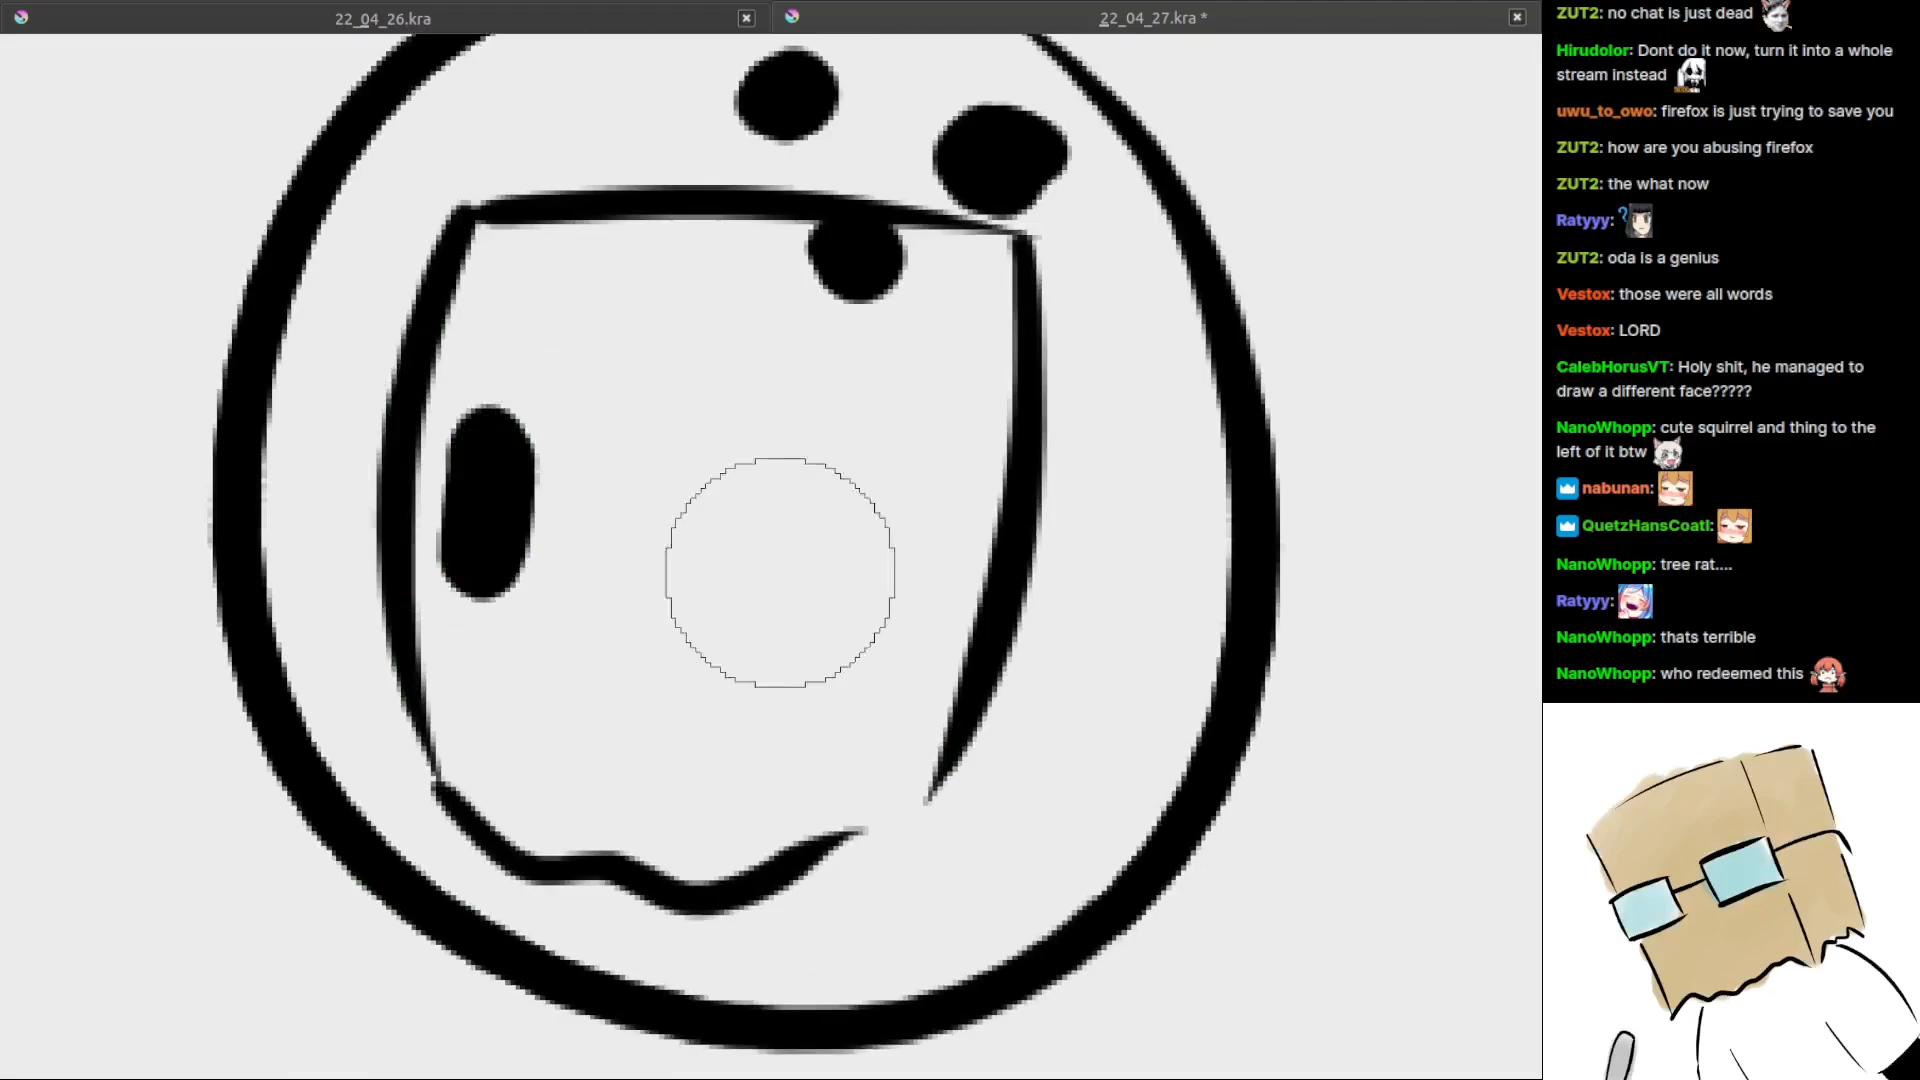 22_04_26.kra
22_04_27.kra *
ZUT2: no chat is just dead
Hirudolor: Dont do it now, turn it into a whole
stream instead
uwu_to_owo: firefox is just trying to save you
ZUT2: how are you abusing firefox
ZUT2: the what now
Ratyyy:
ZUT2: oda is a genius
Vestox: those were all words
Vestox: LORD
CalebHorusVT: Holy shit, he managed to
draw a different face?????
NanoWhopp: cute squirrel and thing to the
left of it btw
nabunan:
QuetzHansCoatl:
NanoWhopp: tree rat....
Ratyyy:
NanoWhopp: thats terrible
NanoWhopp: who redeemed this